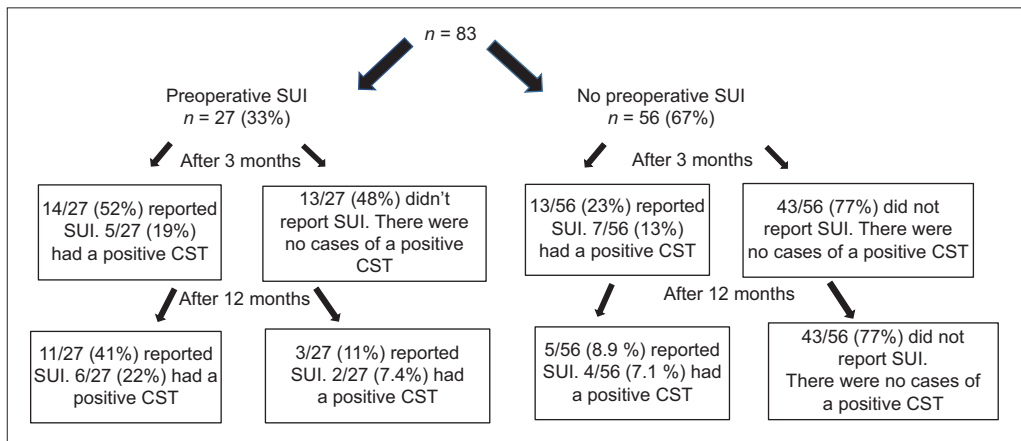 n = 83
Preoperative SUI
n = 27 (33%)
No preoperative SUI
n = 56 (67%)
After 3 months
After 3 months
14/27 (52%) reported
SUI. 5/27 (19%)
had a positive CST
13/27 (48%) didn't
report SUI. There were
no cases of a positive
CST
13/56 (23%) reported
SUI. 7/56 (13%)
had a positive CST
43/56 (77%) did not
report SUI. There were
no cases of a positive CST
After 12 months
After 12 months
11/27 (41%) reported
SUI. 6/27 (22%) had a
positive CST
3/27 (11%) reported
SUI. 2/27 (7.4%) had
a positive CST
5/56 (8.9 %) reported
SUI. 4/56 (7.1 %) had
a positive CST
43/56 (77%) did not
report SUI.
There were no cases of
a positive CST